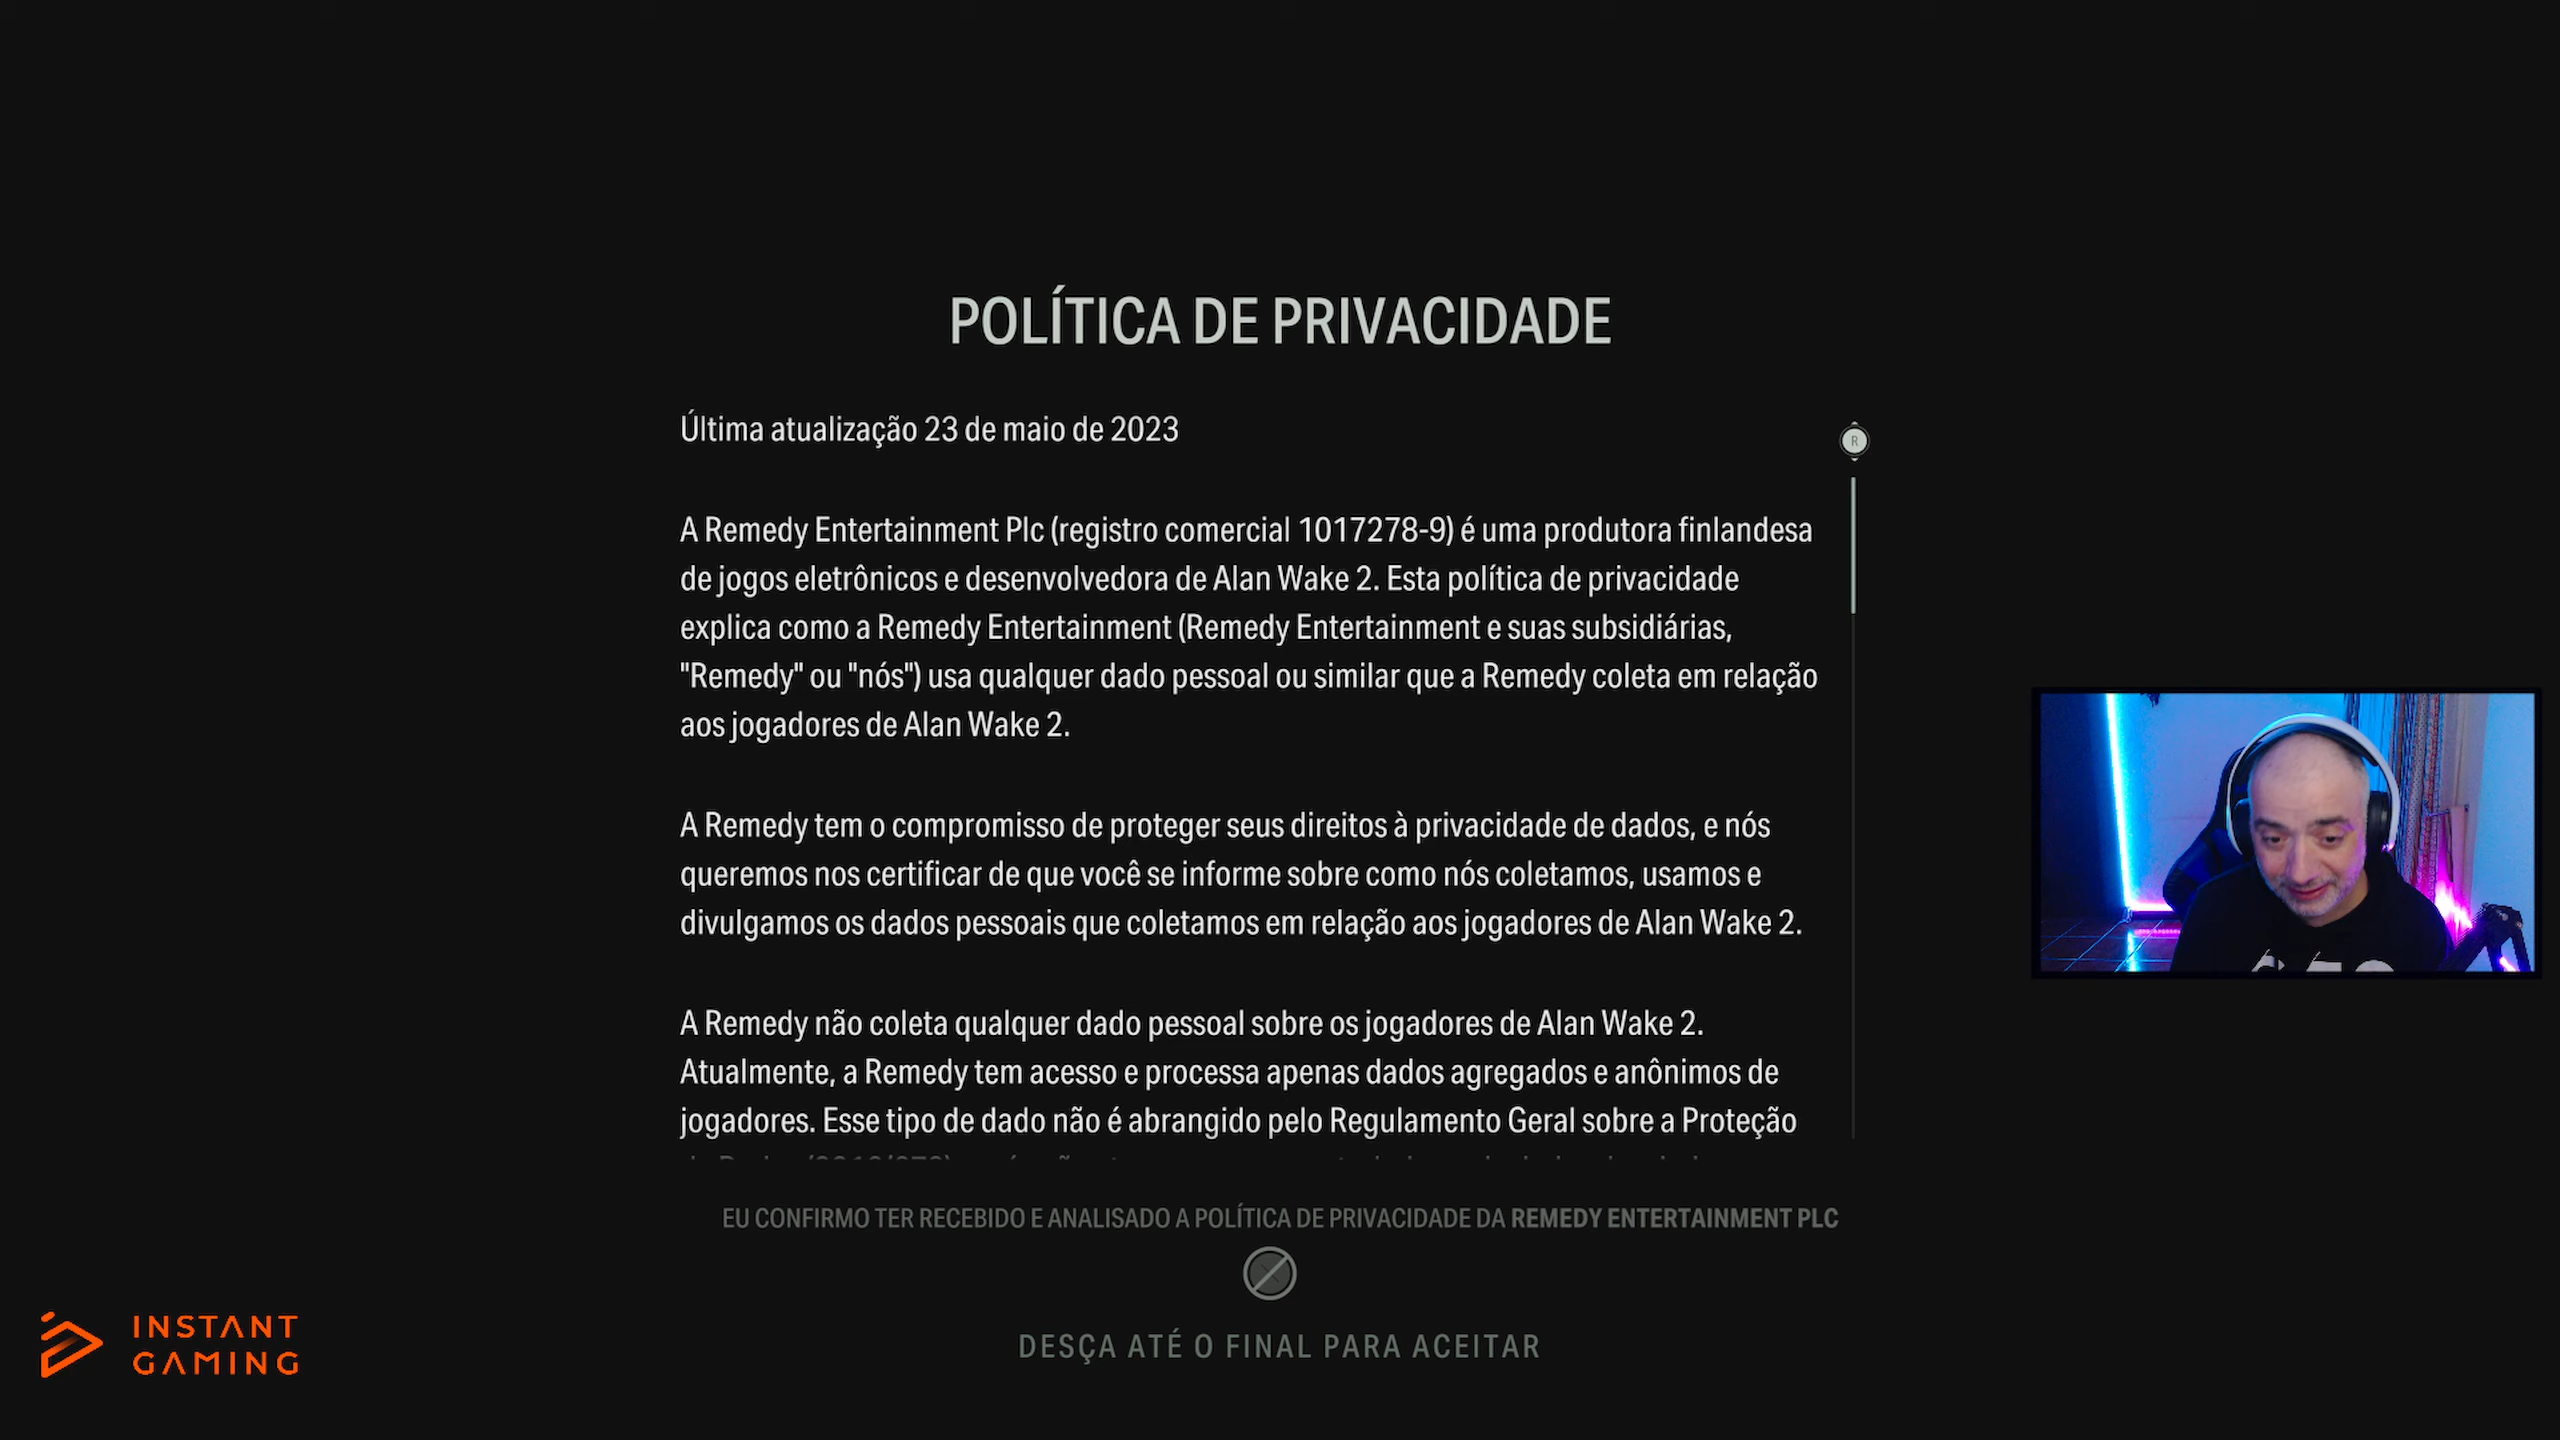 POLÍTICA DE PRIVACIDADE
Última atualização 23 de maio de 2023
R
A Remedy Entertainment Plc (registro comercial 1017278-9) é uma produtora finlandesa
de jogos eletrônicos e desenvolvedora de Alan Wake 2. Esta política de privacidade
explica como a Remedy Entertainment (Remedy Entertainment e suas subsidiárias,
"Remedy" ou "nós") usa qualquer dado pessoal ou similar que a Remedy coleta em relação
aos jogadores de Alan Wake 2.
A Remedy tem o compromisso de proteger seus direitos à privacidade de dados, e nós
queremos nos certificar de que você se informe sobre como nós coletamos, usamos e
divulgamos os dados pessoais que coletamos em relação aos jogadores de Alan Wake 2.
A Remedy não coleta qualquer dado pessoal sobre os jogadores de Alan Wake 2.
Atualmente, a Remedy tem acesso e processa apenas dados agregados e anônimos de
jogadores. Esse tipo de dado não é abrangido pelo Regulamento Geral sobre a Proteção
EU CONFIRMO TER RECEBIDO E ANALISADO A POLÍTICA DE PRIVACIDADE DA REMEDY ENTERTAINMENT PLC
DESÇA ATÉ O FINAL PARA ACEITAR
INSTANT
GAMING